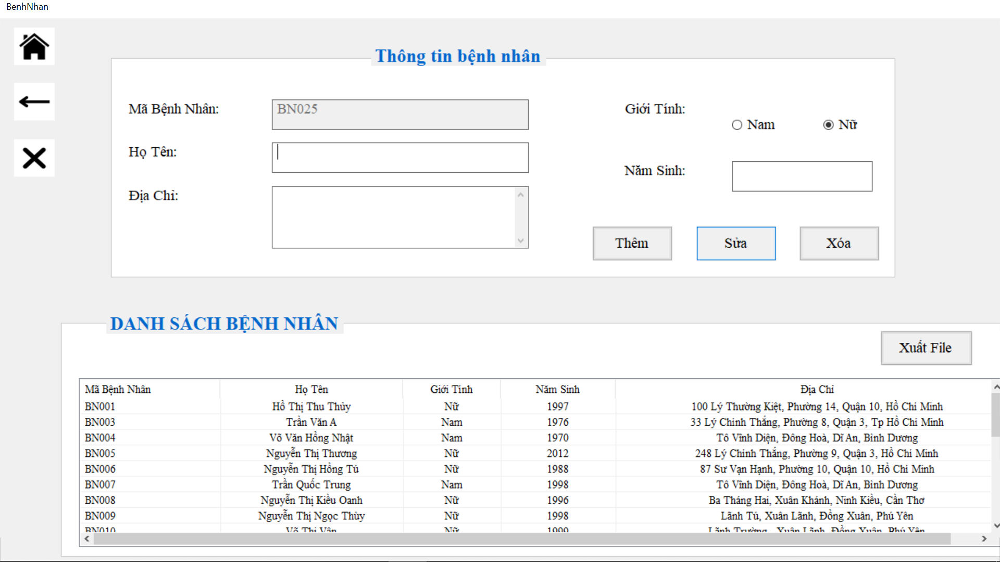 BenhNhan
Thông tin bệnh nhân
Mã Bệnh Nhân: BN025
Giới Tính:
Nam Nữ
Họ Tên:
Năm Sinh:
Địa Chỉ:
Thêm Sửa Xóa
DANH SÁCH BỆNH NHÂN
Xuất File
Mã Bệnh Nhân Họ Tên Giới Tính Năm Sinh Địa Chỉ
BN001 Hồ Thị Thu Thủy Nữ 1997 100 Lý Thường Kiệt, Phường 14, Quận 10, Hồ Chí Minh
BN003 Trần Văn A Nam 1976 33 Lý Chính Thắng, Phường 8, Quận 3, Tp Hồ Chí Minh
BN004 Võ Văn Hồng Nhật Nam 1970 Tô Vĩnh Diện, Đông Hoà, Dĩ An, Bình Dương
BN005 Nguyễn Thị Thương Nữ 2012 248 Lý Chính Thắng, Phường 9, Quận 3, Hồ Chí Minh
BN006 Nguyễn Thị Hồng Tú Nữ 1988 87 Sư Vạn Hạnh, Phường 10, Quận 10, Hồ Chí Minh
BN007 Trần Quốc Trung Nam 1998 Tô Vĩnh Diện, Đông Hoà, Dĩ An, Bình Dương
BN008 Nguyễn Thị Kiều Oanh Nữ 1996 Ba Tháng Hai, Xuân Khánh, Ninh Kiều, Cần Thơ
BN009 Nguyễn Thị Ngọc Thùy Nữ 1998 Lãnh Tú, Xuân Lãnh, Đồng Xuân, Phú Yên
BN010 Võ Thị Vân Nữ 1999 Lãnh Trường, Xuân Lãnh, Đồng Xuân, Phú Yên